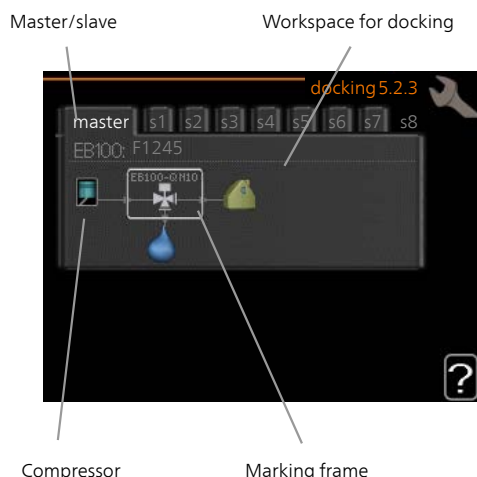 Master/slave Workspace for docking
docking 5.2.3
master s1 s2 s3 s4 s5 s6 s7 s8
EB100: F1245
EB100-QN10
?
Compressor Marking frame